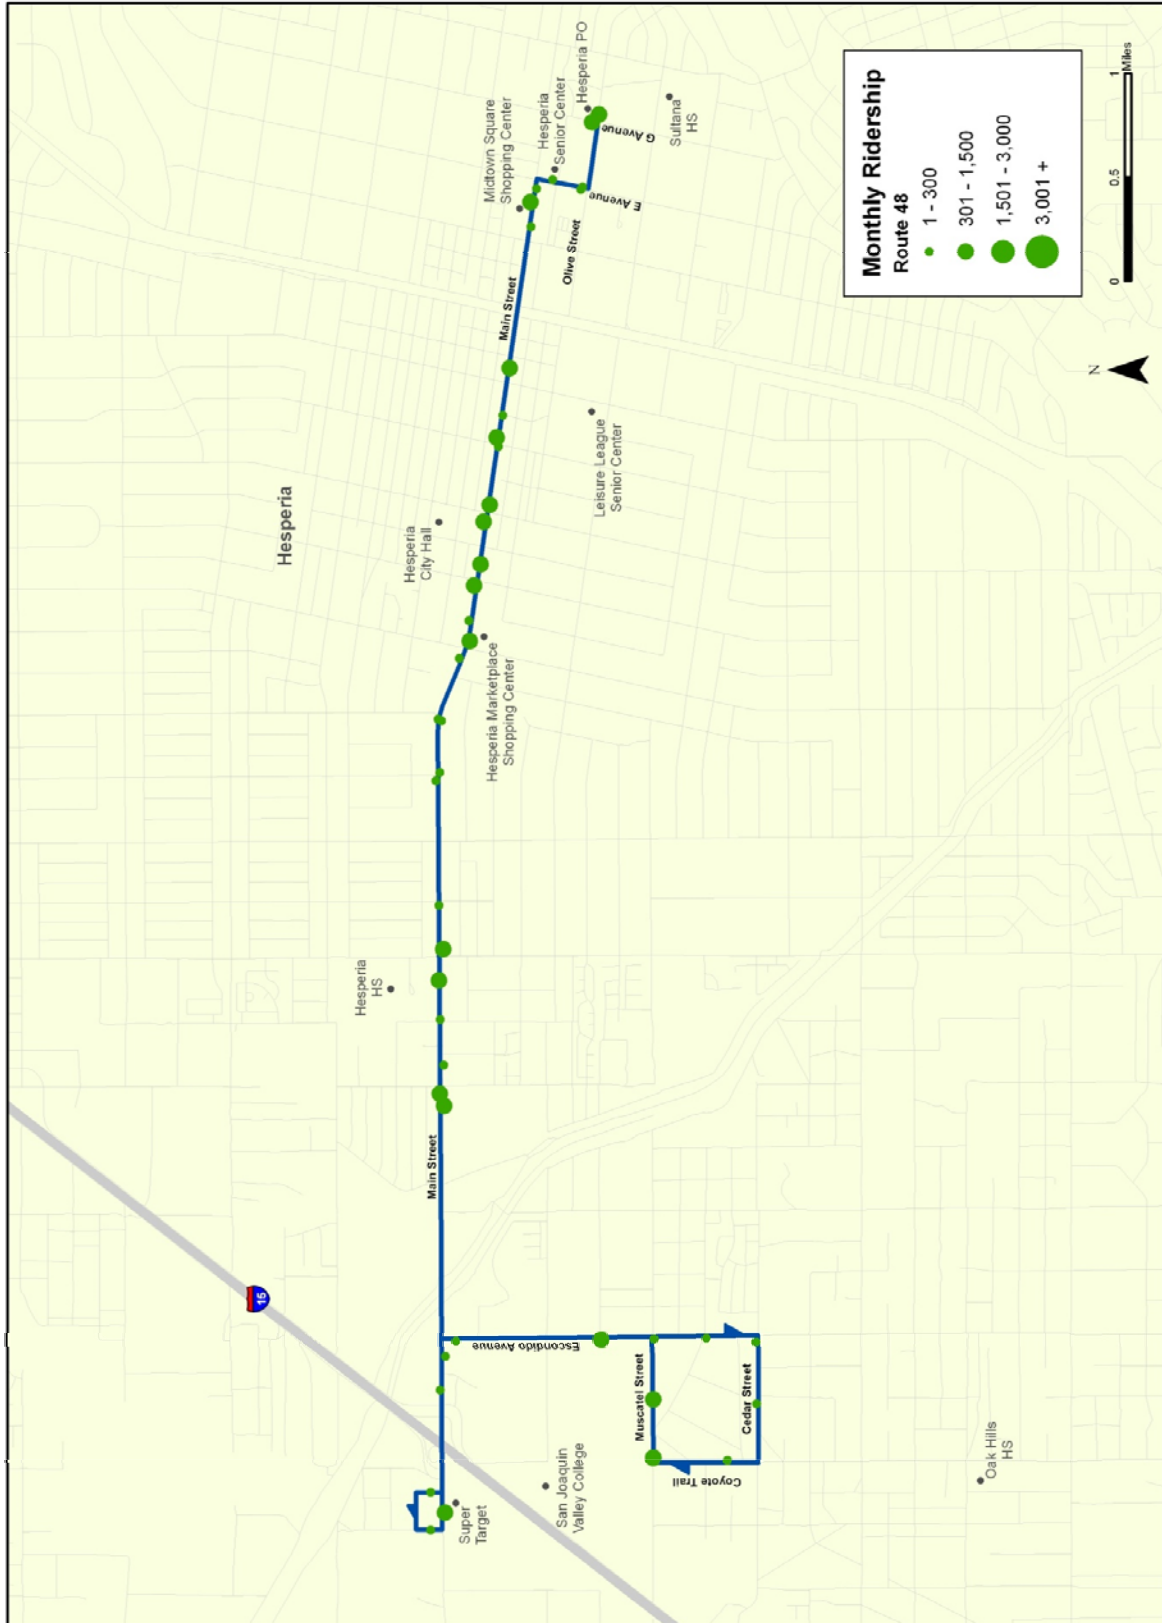 Hesperia PO
Hesperia
Senior Center
Midtown Square
Shopping Center
Sultana
HS
G Avenue
E Avenue
Olive Street
Main Street
Leisure League
Senior Center
Hesperia
Hesperia
City Hall
Hesperia Marketplace
Shopping Center
Hesperia
HS
Main Street
15
Escondido Avenue
Muscatel Street
Cedar Street
Coyote Trail
Oak Hills
HS
San Joaquin
Valley College
Super
Target
Monthly Ridership
Route 48
1 - 300
301 - 1,500
1,501 - 3,000
3,001 +
0 0.5 1
Miles
N